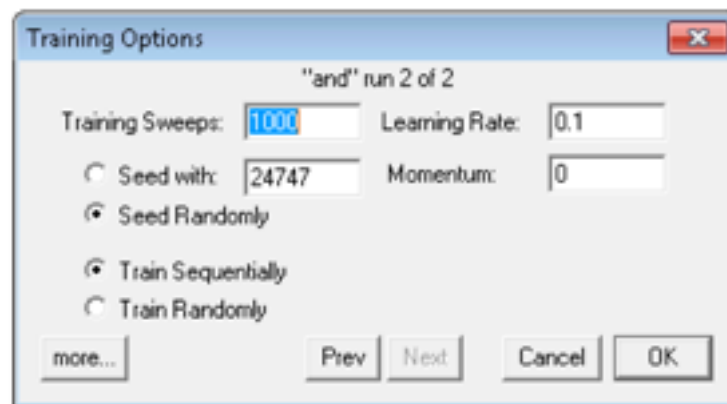 Training Options
"and" run 2 of 2
Training Sweeps: 1000 Learning Rate: 0.1
Seed with: 24747 Momentum: 0
Seed Randomly
Train Sequentially
Train Randomly
more... Prev Next Cancel OK